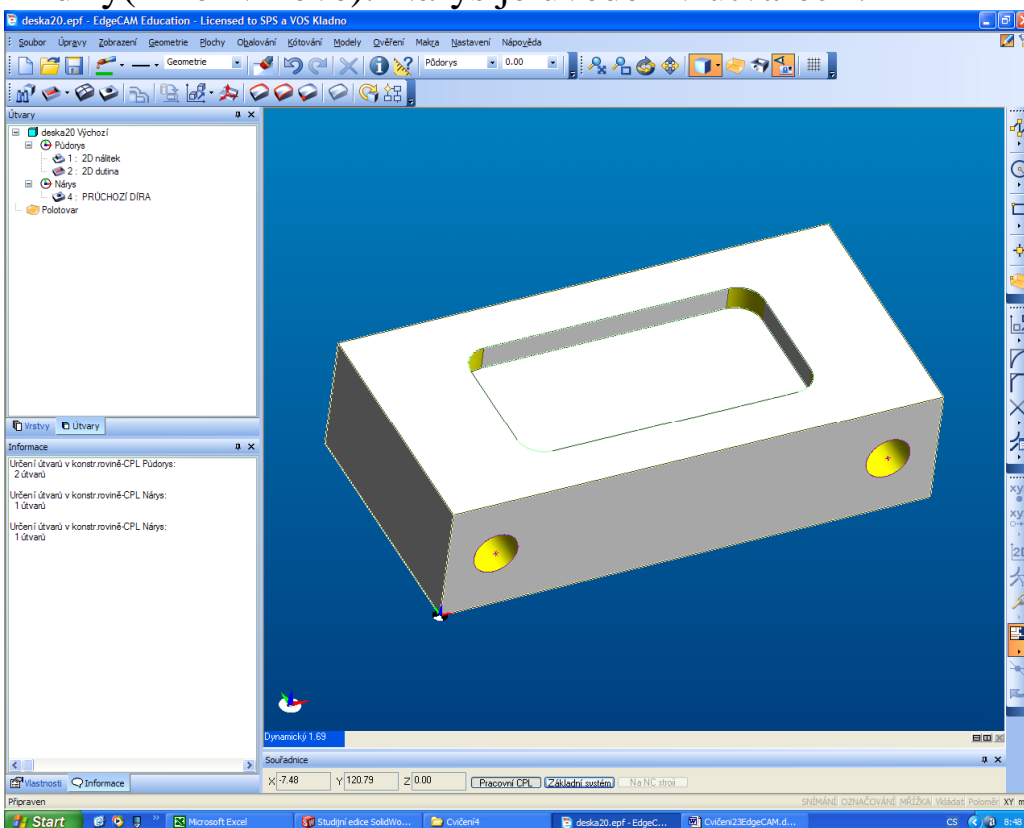 deska20.epf - EdgeCAM Education - Licensed to SPS a VOS Kladno
Soubor Úpravy Zobrazení Geometrie Plochy Obalování Kótování Modely Ověření Makra Nastavení Nápověda
Geometrie Půdorys 0.00
Útvary
deska20 Výchozí
Půdorys
1 : 2D nálitek
2 : 2D dutina
Nárys
4 : PRŮCHOZÍ DÍRA
Polotovar
Vrstvy Útvary
Informace
Určení útvarů v konstr.rovině-CPL Půdorys:
2 útvarů
Určení útvarů v konstr.rovině-CPL Nárys:
1 útvarů
Určení útvarů v konstr.rovině-CPL Nárys:
1 útvarů
Dynamický 1.69
Souřadnice
X -7.48 Y 120.79 Z 0.00 Pracovní CPL Základní systém Na NC stroji
Vlastnosti Informace
Připraven
SNÍMÁNÍ OZNAČOVÁNÍ MŘÍŽKA Vkládat Poloměr XY
Start Microsoft Excel Studijní edice SolidWo... Cvičení4 deska20.epf - EdgeC... Cvičení23EdgeCAM.d... CS 8:48